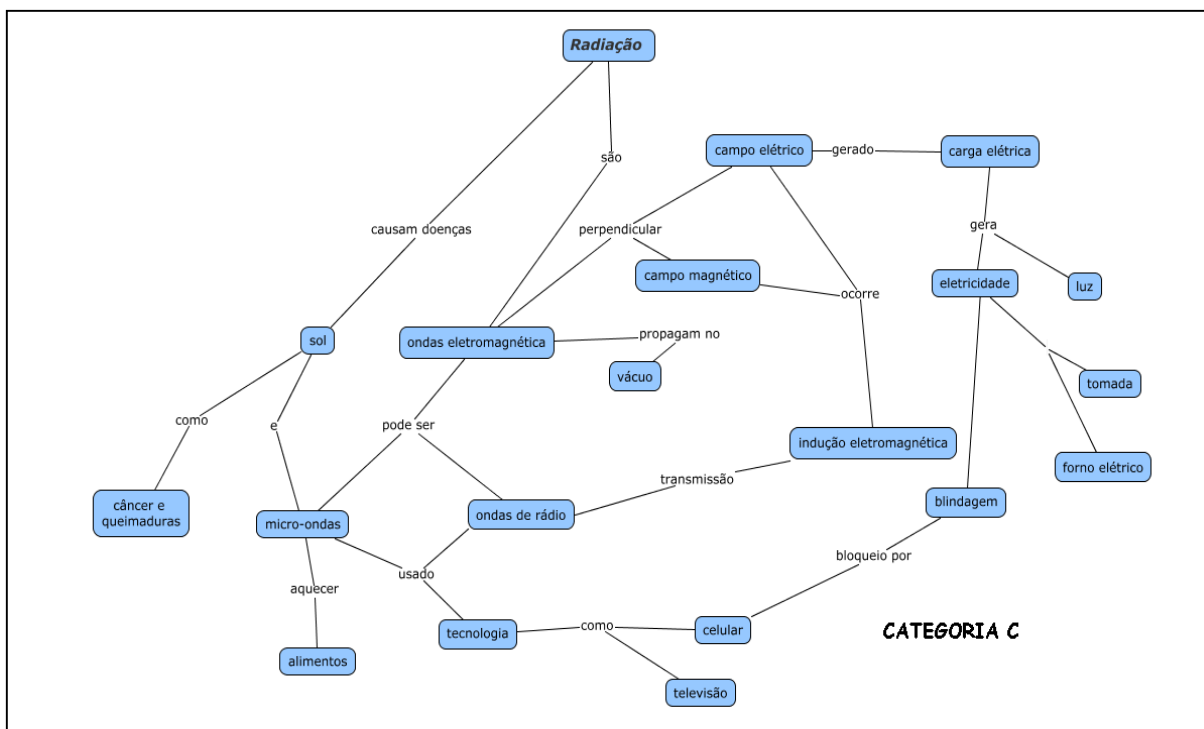 Radiação
campo elétrico
gerado
carga elétrica
são
causam doenças
perpendicular
gera
campo magnético
eletricidade
luz
ocorre
sol
ondas eletromagnética
propagam no
vácuo
tomada
como
e
pode ser
indução eletromagnética
forno elétrico
transmissão
câncer e
queimaduras
micro-ondas
ondas de rádio
blindagem
bloqueio por
aquecer
usado
tecnologia
como
celular
CATEGORIA C
alimentos
televisão